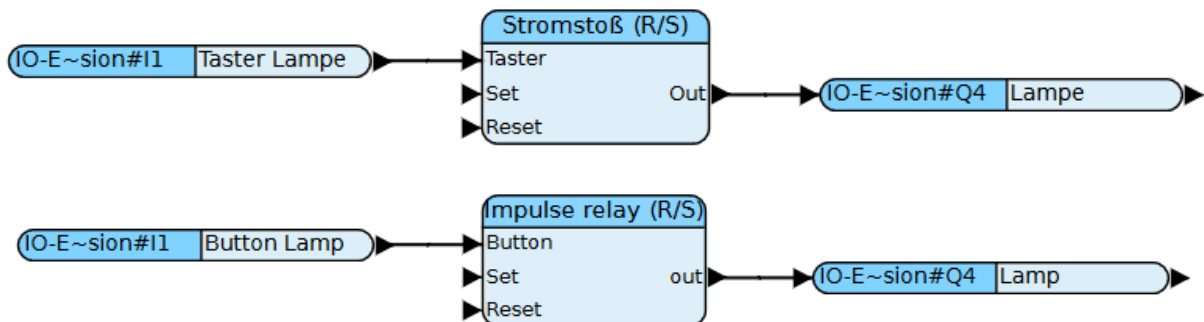 Stromstoß (R/S)
IO-E~sion#I1 Taster Lampe
Taster
Set
Out
IO-E~sion#Q4 Lampe
Reset
Impulse relay (R/S)
IO-E~sion#I1 Button Lamp
Button
Set
out
IO-E~sion#Q4 Lamp
Reset